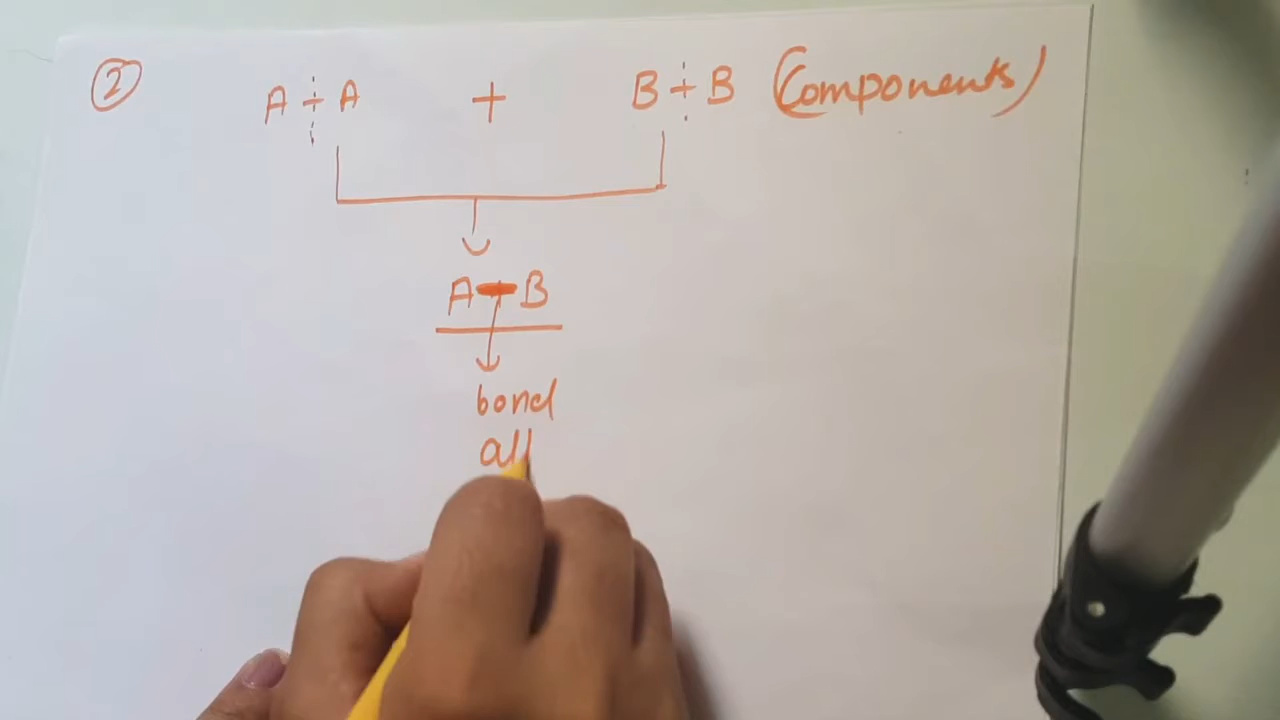 ② A + A + B + B (Components)
A - B
bond
all